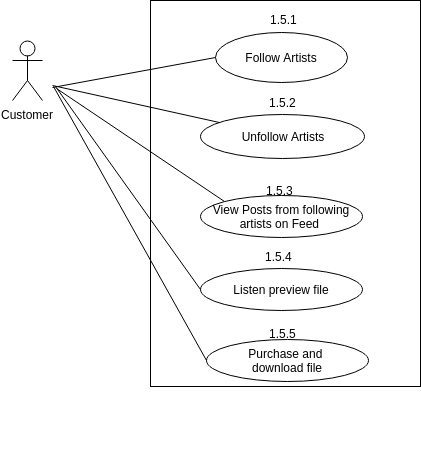 1.5.1
Follow Artists
Customer
1.5.2
Unfollow Artists
1.5.3
View Posts from following
artists on Feed
1.5.4
Listen preview file
1.5.5
Purchase and
download file